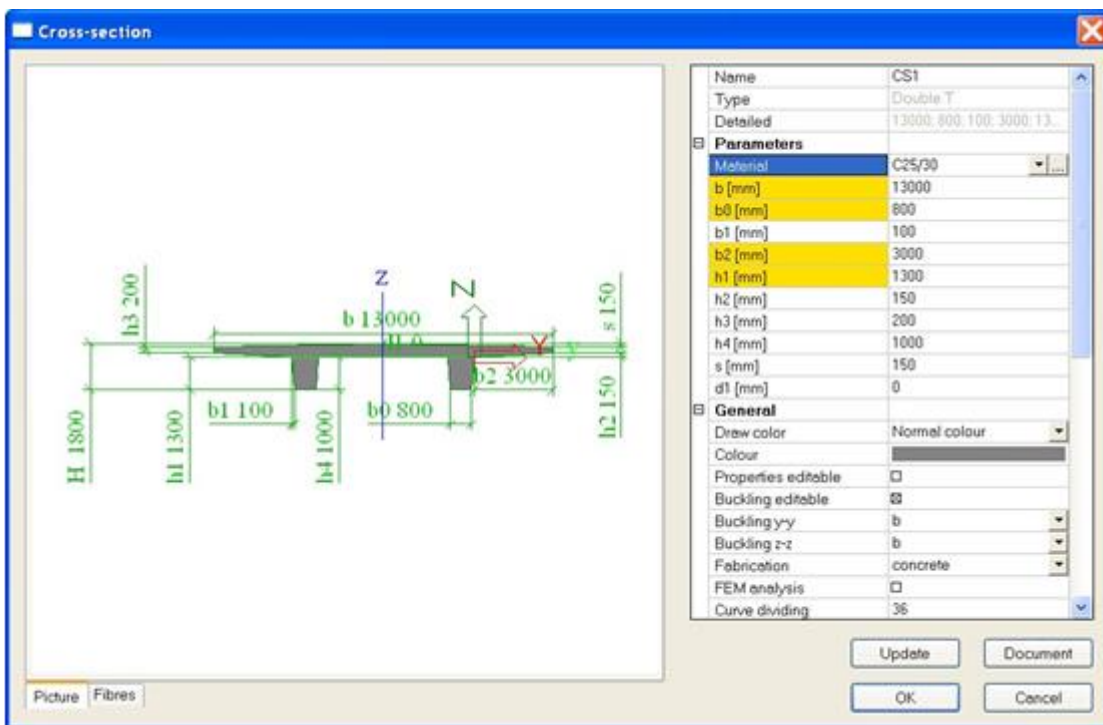 Cross-section
h3 200
b 13000
Z
Z
Y
y
s 150
b2 3000
h2 150
b1 100
b0 800
H 1800
h1 1300
h4 1000
Picture
Fibres
Name CS1
Type Double T
Detailed 13000; 800; 100; 3000; 13...
Parameters
Material C25/30 ...
b [mm] 13000
b0 [mm] 800
b1 [mm] 100
b2 [mm] 3000
h1 [mm] 1300
h2 [mm] 150
h3 [mm] 200
h4 [mm] 1000
s [mm] 150
d1 [mm] 0
General
Draw color Normal colour
Colour
Properties editable
Buckling editable
Buckling y-y b
Buckling z-z b
Fabrication concrete
FEM analysis
Curve dividing 36
Update Document
OK Cancel